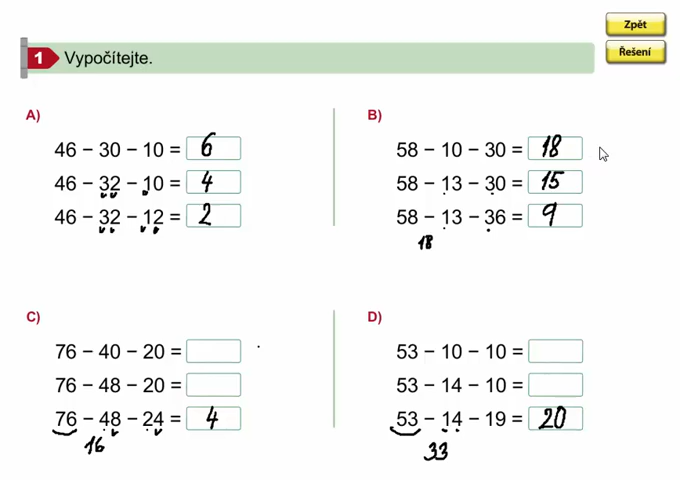 Zpět
Řešení
1 Vypočítejte.
A)
46 − 30 − 10 = 6
46 − 32 − 10 = 4
46 − 32 − 12 = 2
B)
58 − 10 − 30 = 18
58 − 13 − 30 = 15
58 − 13 − 36 = 9
18
C)
76 − 40 − 20 =
76 − 48 − 20 =
76 − 48 − 24 = 4
16
D)
53 − 10 − 10 =
53 − 14 − 10 =
53 − 14 − 19 = 20
33